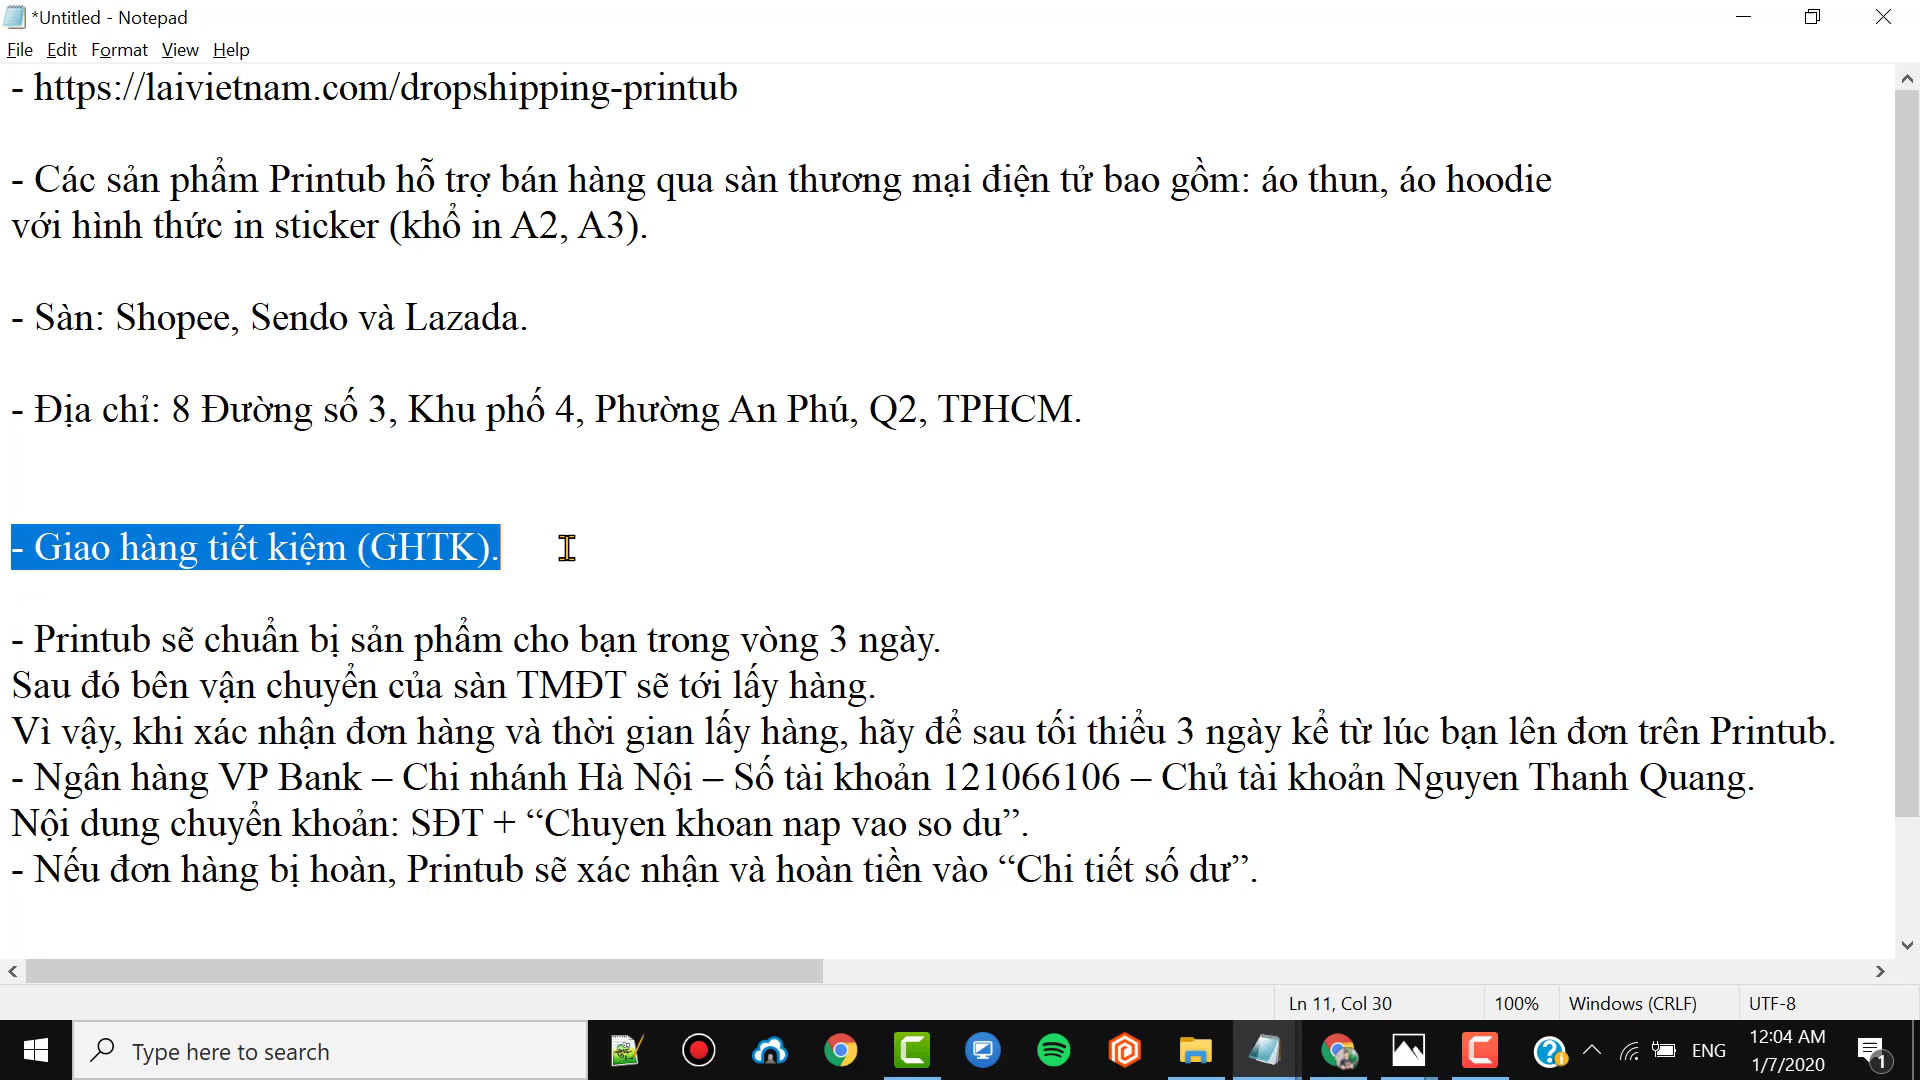 *Untitled - Notepad
File Edit Format View Help
- https://laivietnam.com/dropshipping-printub
- Các sản phẩm Printub hỗ trợ bán hàng qua sàn thương mại điện tử bao gồm: áo thun, áo hoodie
với hình thức in sticker (khổ in A2, A3).
- Sàn: Shopee, Sendo và Lazada.
- Địa chỉ: 8 Đường số 3, Khu phố 4, Phường An Phú, Q2, TPHCM.
- Giao hàng tiết kiệm (GHTK).
- Printub sẽ chuẩn bị sản phẩm cho bạn trong vòng 3 ngày.
Sau đó bên vận chuyển của sàn TMĐT sẽ tới lấy hàng.
Vì vậy, khi xác nhận đơn hàng và thời gian lấy hàng, hãy để sau tối thiểu 3 ngày kể từ lúc bạn lên đơn trên Printub.
- Ngân hàng VP Bank – Chi nhánh Hà Nội – Số tài khoản 121066106 – Chủ tài khoản Nguyen Thanh Quang.
Nội dung chuyển khoản: SĐT + “Chuyen khoan nap vao so du”.
- Nếu đơn hàng bị hoàn, Printub sẽ xác nhận và hoàn tiền vào “Chi tiết số dư”.
Ln 11, Col 30 100% Windows (CRLF) UTF-8
Type here to search
ENG
12:04 AM
1/7/2020
1